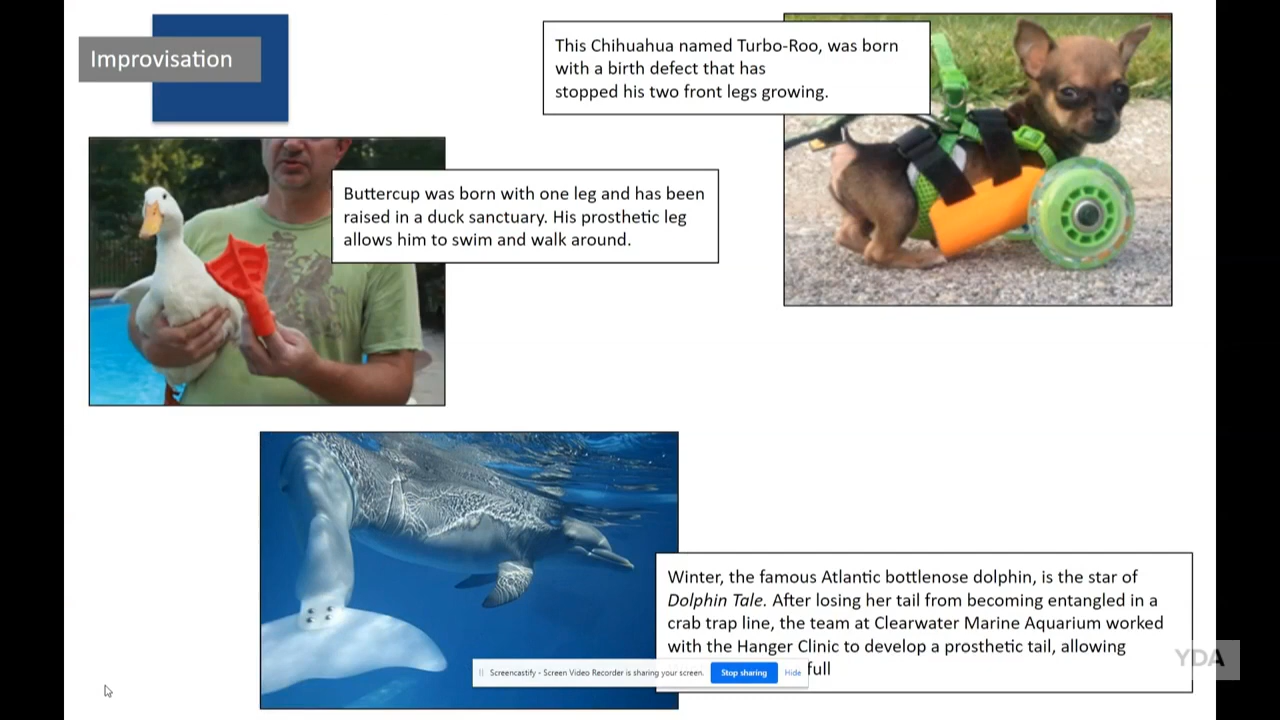 Improvisation
This Chihuahua named Turbo-Roo, was born
with a birth defect that has
stopped his two front legs growing.
Buttercup was born with one leg and has been
raised in a duck sanctuary. His prosthetic leg
allows him to swim and walk around.
Winter, the famous Atlantic bottlenose dolphin, is the star of
Dolphin Tale. After losing her tail from becoming entangled in a
crab trap line, the team at Clearwater Marine Aquarium worked
with the Hanger Clinic to develop a prosthetic tail, allowing
full
Screencastify - Screen Video Recorder is sharing your screen.
Stop sharing
Hide
YDA